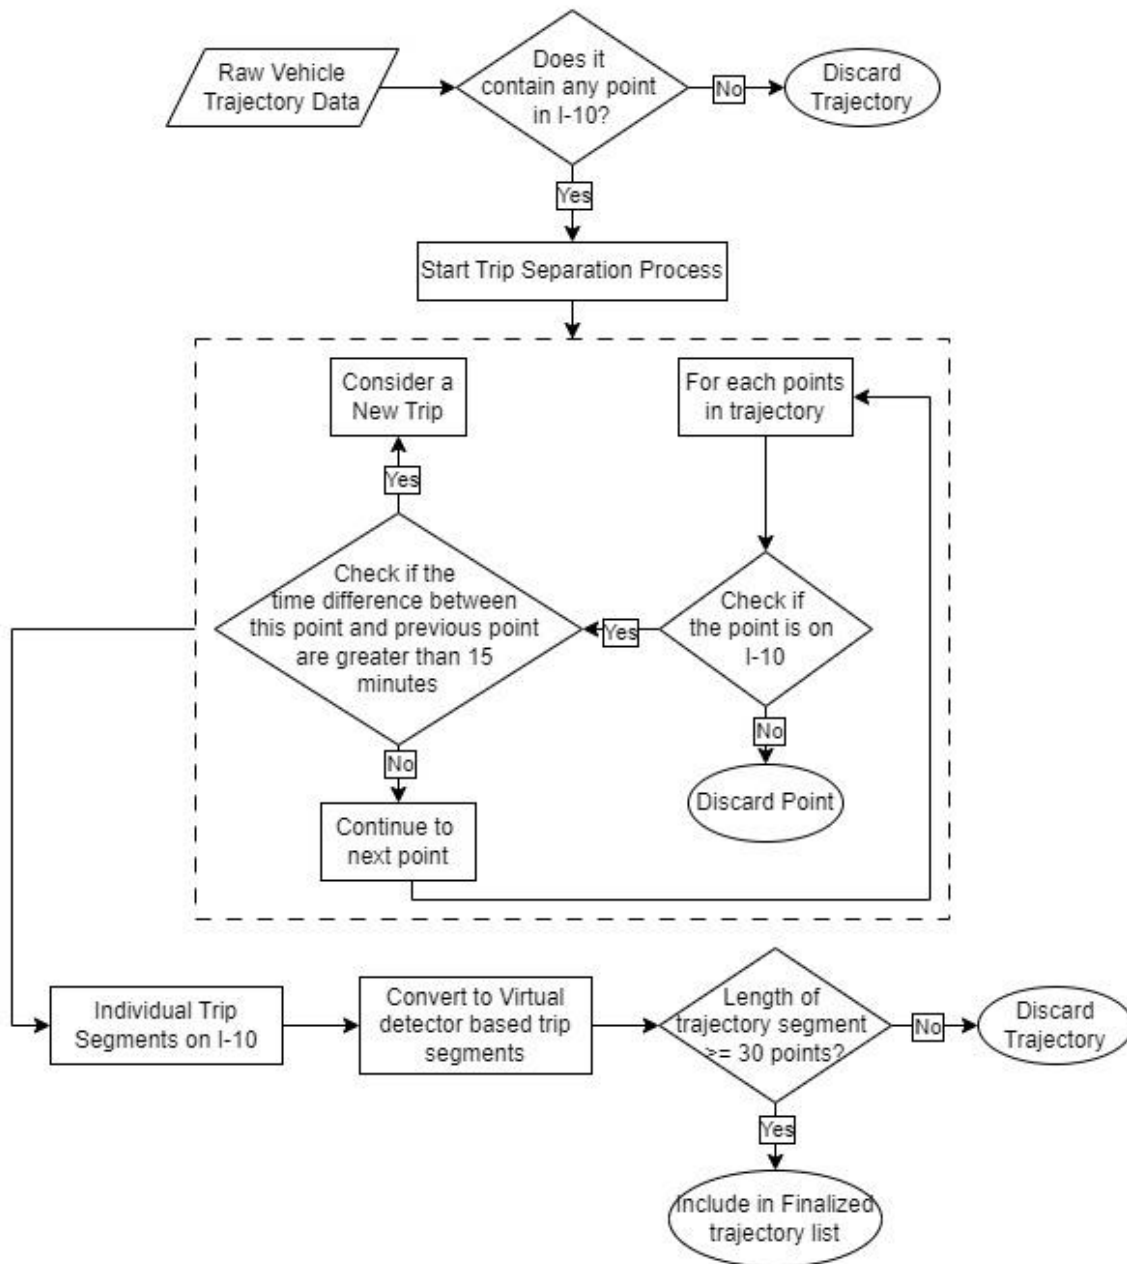 Raw Vehicle
Trajectory Data
Does it
contain any point
in I-10?
No
Discard
Trajectory
Yes
Start Trip Separation Process
Consider a
New Trip
For each points
in trajectory
Yes
Check if the
time difference between
this point and previous point
are greater than 15
minutes
Yes
Check if
the point is on
I-10
No
Discard Point
No
Continue to
next point
Individual Trip
Segments on I-10
Convert to Virtual
detector based trip
segments
Length of
trajectory segment
>= 30 points?
No
Discard
Trajectory
Yes
Include in Finalized
trajectory list